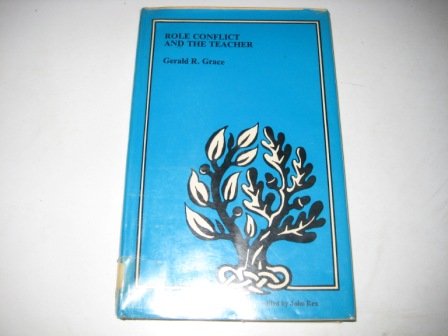 ROLE CONFLICT
AND THE TEACHER
Gerald R. Grace
by John Rex